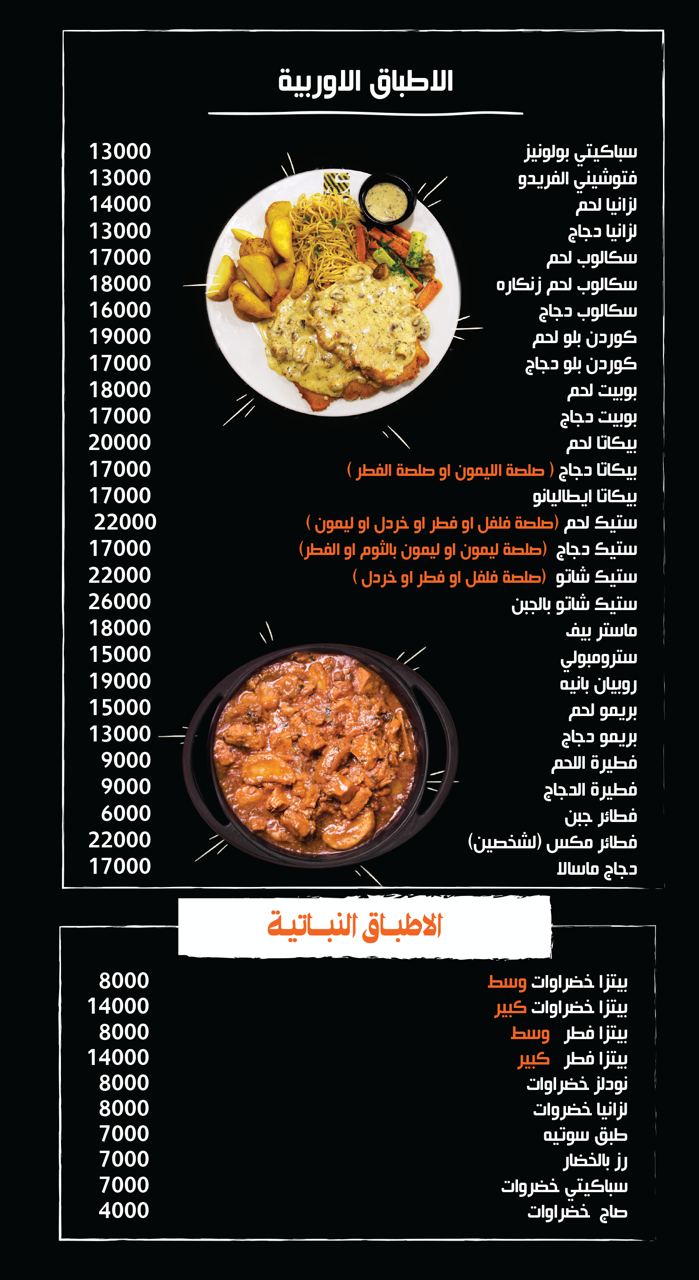 الاطباق الاوربية
سباكيتي بولونيز 13000
فتوشيني الفريدو 13000
لزانيا لحم 14000
لزانيا دجاج 13000
سكالوب لحم 17000
سكالوب لحم زنكاره 18000
سكالوب دجاج 16000
كوردن بلو لحم 19000
كوردن بلو دجاج 17000
بوبيت لحم 18000
بوبيت دجاج 17000
بيكاتا لحم 20000
بيكاتا دجاج ( صلصة الليمون او صلصة الفطر ) 17000
بيكاتا ايطاليانو 17000
ستيك لحم (صلصة فلفل او فطر او خردل او ليمون ) 22000
ستيك دجاج (صلصة ليمون او ليمون بالثوم او الفطر) 17000
ستيك شاتو (صلصة فلفل او فطر او خردل ) 22000
ستيك شاتو بالجبن 26000
ماستر بيف 18000
سترومبولي 15000
روبيان بانيه 19000
بريمو لحم 15000
بريمو دجاج 13000
فطيرة اللحم 9000
فطيرة الدجاج 9000
فطائر جبن 6000
فطائر مكس (لشخصين) 22000
دجاج ماسالا 17000
الاطباق النباتية
بيتزا خضراوات وسط 8000
بيتزا خضراوات كبير 14000
بيتزا فطر وسط 8000
بيتزا فطر كبير 14000
نودلز خضراوات 8000
لزانيا خضروات 8000
طبق سوتيه 7000
رز بالخضار 7000
سباكيتي خضروات 7000
صاج خضراوات 4000